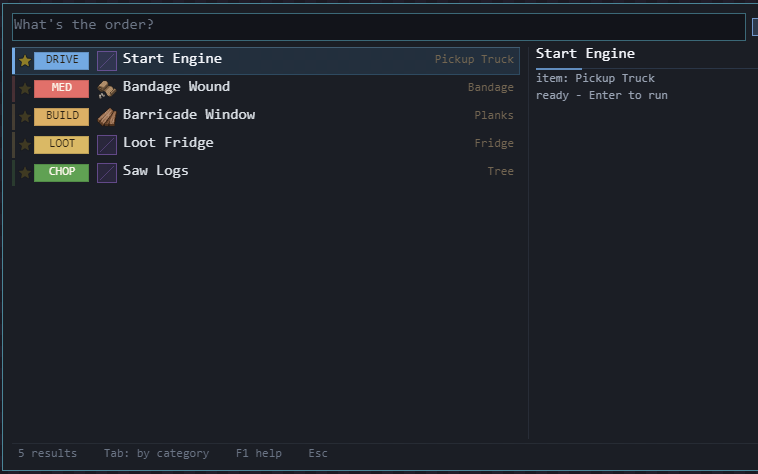 What's the order?
DRIVE Start Engine Pickup Truck
MED Bandage Wound Bandage
BUILD Barricade Window Planks
LOOT Loot Fridge Fridge
CHOP Saw Logs Tree
Start Engine
item: Pickup Truck
ready - Enter to run
5 results Tab: by category F1 help Esc